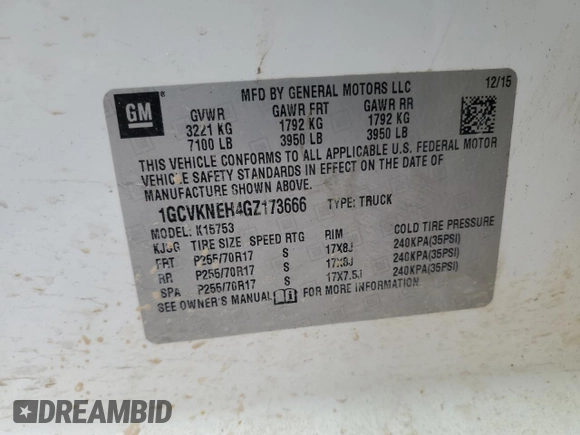 GM
MFD BY GENERAL MOTORS LLC 12/15
GVWR GAWR FRT GAWR RR
3221 KG 1792 KG 1792 KG
7100 LB 3950 LB 3950 LB
THIS VEHICLE CONFORMS TO ALL APPLICABLE U.S. FEDERAL MOTOR
VEHICLE SAFETY STANDARDS IN EFFECT ON THE DATE OF
MANUFACTURE SHOWN ABOVE.
1GCVKNEH4GZ173666 TYPE: TRUCK
MODEL: K15753
TIRE SIZE SPEED RTG RIM COLD TIRE PRESSURE
FRT P255/70R17 S 17X8J 240KPA(35PSI)
RR P255/70R17 S 17X8J 240KPA(35PSI)
SPA P255/70R17 S 17X7.5J 240KPA(35PSI)
SEE OWNER'S MANUAL FOR MORE INFORMATION.
DREAMBID